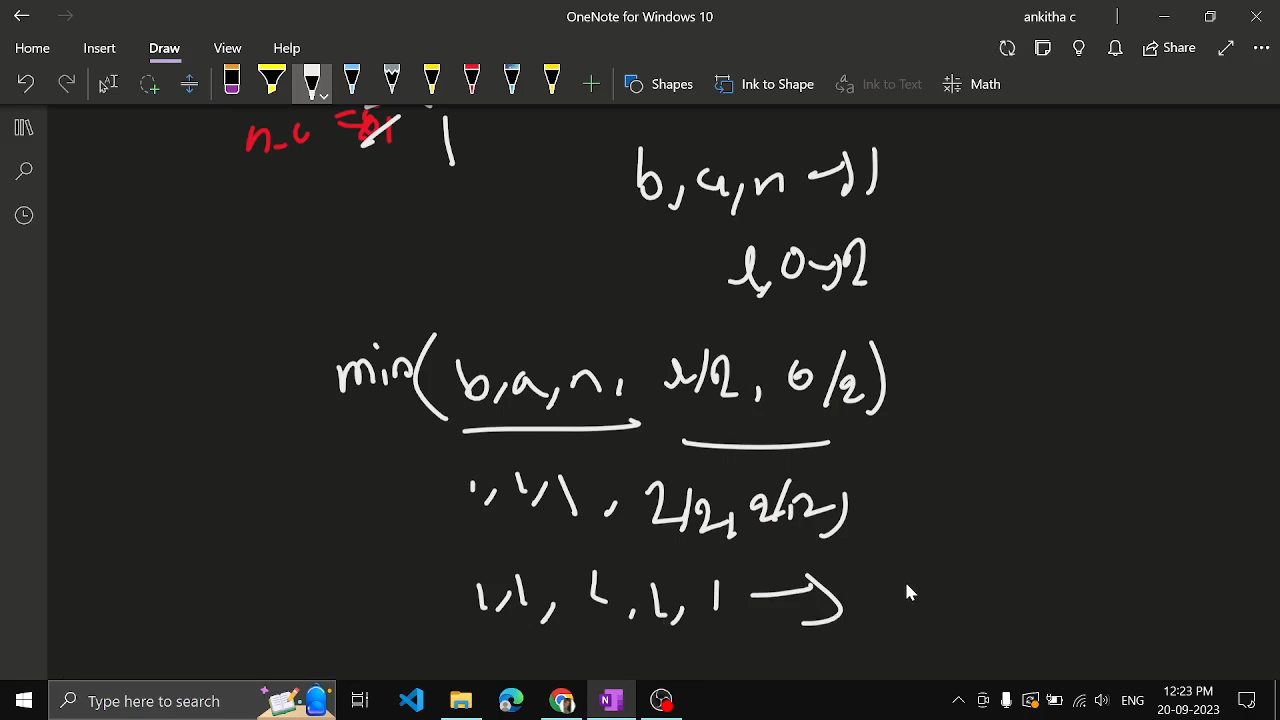 OneNote for Windows 10
ankitha c
Home Insert Draw View Help
Share
Shapes Ink to Shape Ink to Text Math
b, a, n → 1
l, o → 2
min(b, a, n, l/2, o/2)
1, 1, 1, 2/2, 2/2)
1, 1, 1, 1, 1 →
Type here to search
ENG
12:23 PM
20-09-2023